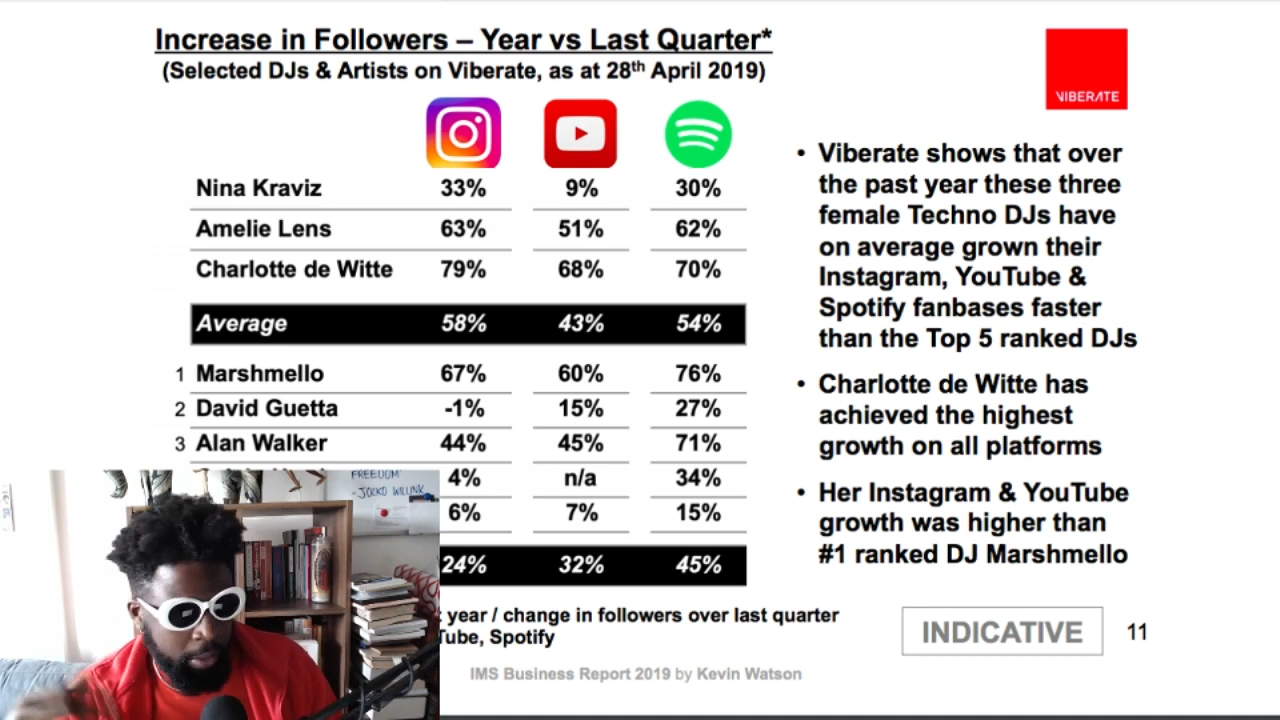 Increase in Followers – Year vs Last Quarter*
(Selected DJs & Artists on Viberate, as at 28th April 2019)
VIBERATE
Nina Kraviz 33% 9% 30%
Amelie Lens 63% 51% 62%
Charlotte de Witte 79% 68% 70%
Average 58% 43% 54%
1 Marshmello 67% 60% 76%
2 David Guetta -1% 15% 27%
3 Alan Walker 44% 45% 71%
4% n/a 34%
6% 7% 15%
24% 32% 45%
year / change in followers over last quarter
Tube, Spotify
• Viberate shows that over
the past year these three
female Techno DJs have
on average grown their
Instagram, YouTube &
Spotify fanbases faster
than the Top 5 ranked DJs
• Charlotte de Witte has
achieved the highest
growth on all platforms
• Her Instagram & YouTube
growth was higher than
#1 ranked DJ Marshmello
INDICATIVE 11
IMS Business Report 2019 by Kevin Watson
FREEDOM
- JOCKO WILLINK